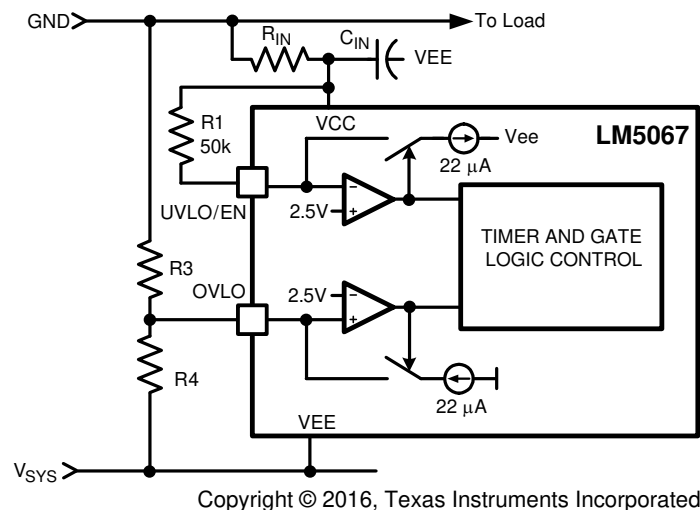 GND
To Load
RIN
CIN
VEE
R1
50k
VCC
Vee
LM5067
22 μA
UVLO/EN
2.5V
−
+
TIMER AND GATE
LOGIC CONTROL
R3
OVLO
2.5V
−
+
R4
22 μA
VEE
VSYS
Copyright © 2016, Texas Instruments Incorporated